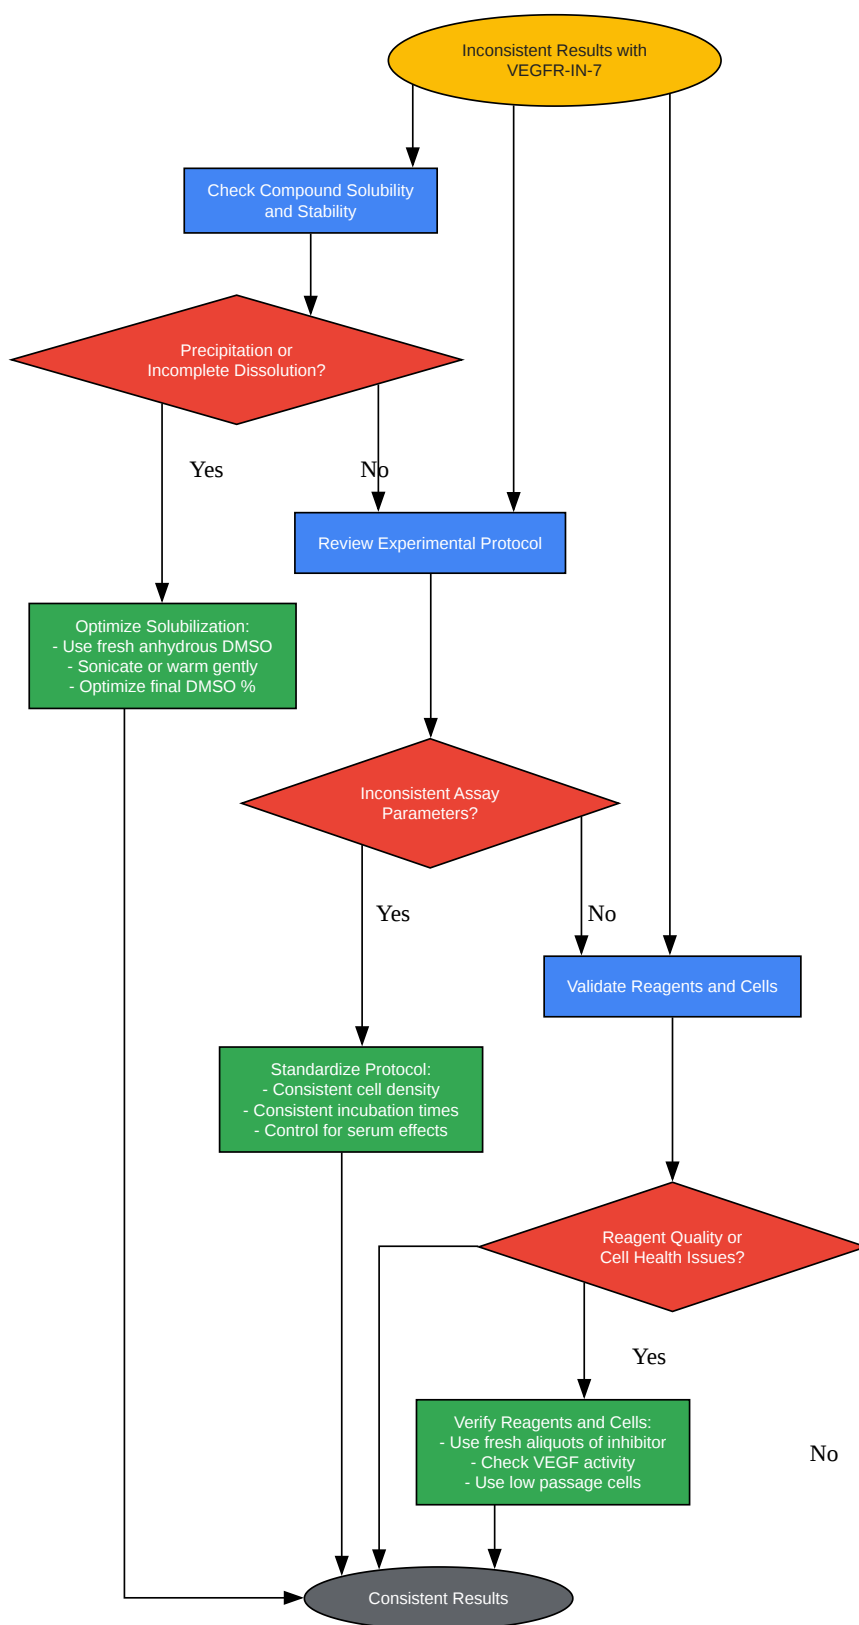 Inconsistent Results with
VEGFR-IN-7
Check Compound Solubility
and Stability
Precipitation or
Incomplete Dissolution?
Yes
No
Review Experimental Protocol
Optimize Solubilization:
- Use fresh anhydrous DMSO
- Sonicate or warm gently
- Optimize final DMSO %
Inconsistent Assay
Parameters?
Yes
No
Validate Reagents and Cells
Standardize Protocol:
- Consistent cell density
- Consistent incubation times
- Control for serum effects
Reagent Quality or
Cell Health Issues?
Yes
No
Verify Reagents and Cells:
- Use fresh aliquots of inhibitor
- Check VEGF activity
- Use low passage cells
Consistent Results